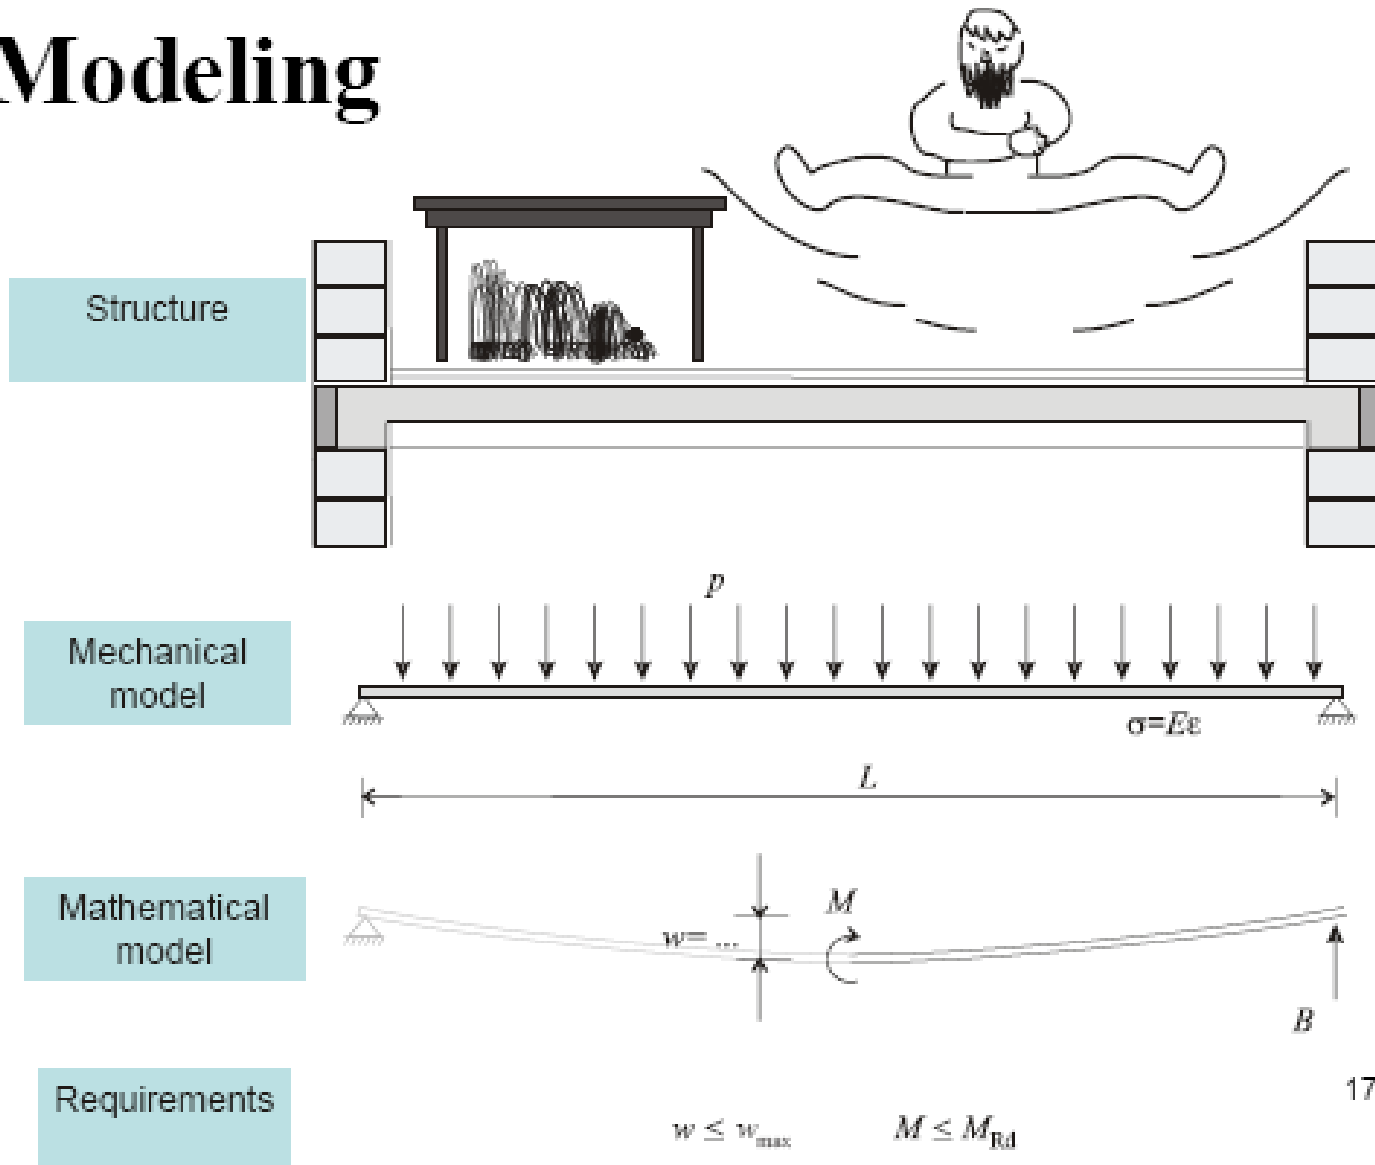 Modeling
Structure
p
Mechanical
model
σ=Eε
L
Mathematical
model
w= ...
M
B
Requirements
w ≤ w_max
M ≤ M_Rd
17